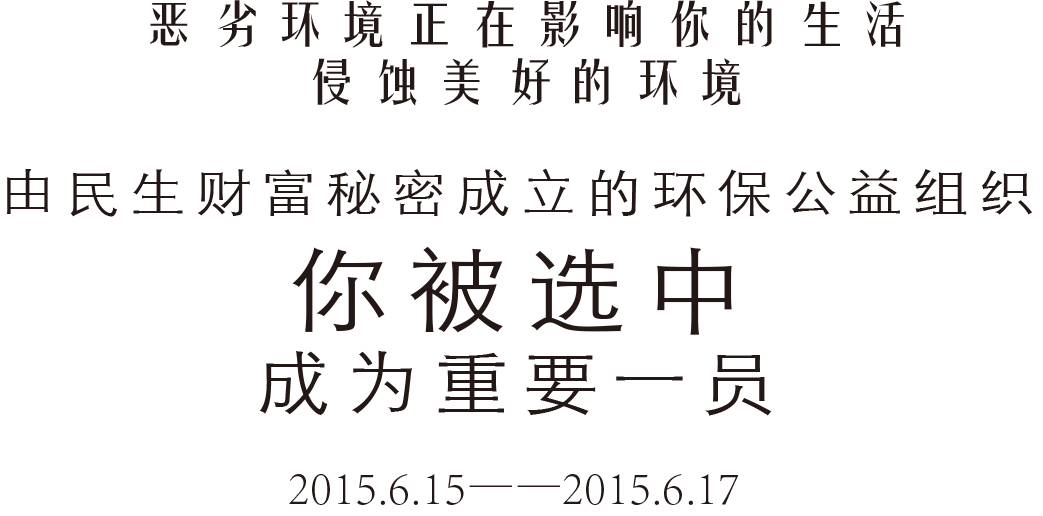 恶劣环境正在影响你的生活
侵蚀美好的环境
由民生财富秘密成立的环保公益组织
你被选中
成为重要一员
2015.6.15——2015.6.17